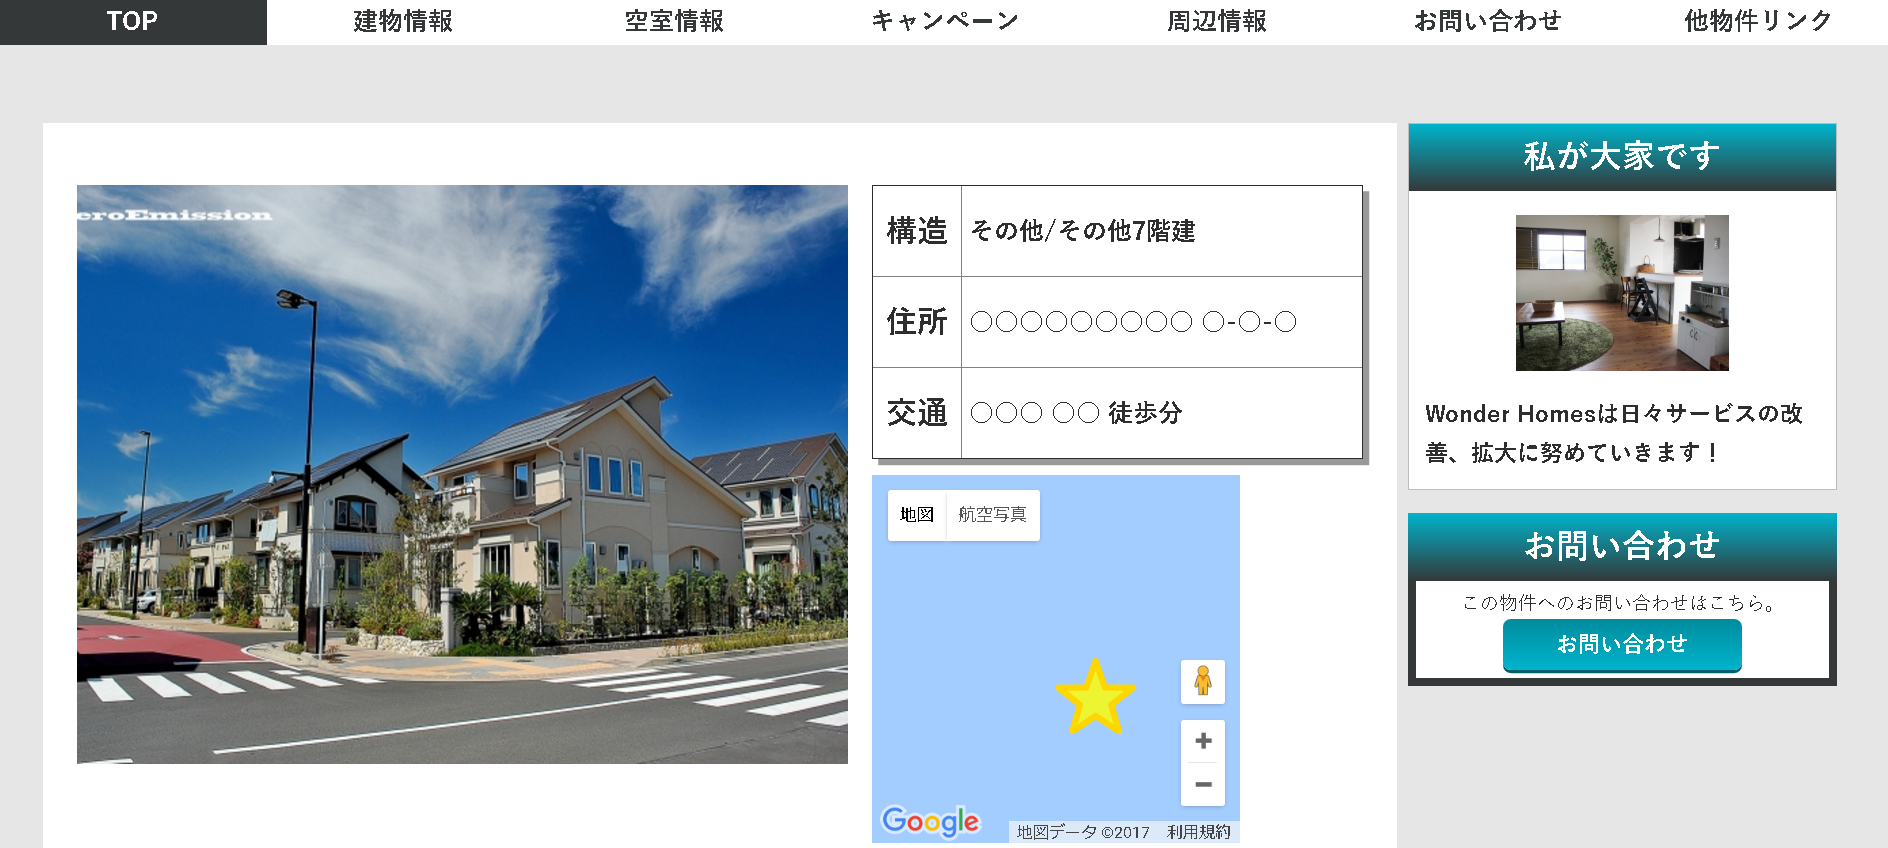 TOP
建物情報
空室情報
キャンペーン
周辺情報
お問い合わせ
他物件リンク
eroEmission
構造
その他/その他7階建
住所
○○○○○○○○○ ○-○-○
交通
○○○ ○○ 徒歩分
地図
航空写真
Google
地図データ ©2017
利用規約
私が大家です
Wonder Homesは日々サービスの改
善、拡大に努めていきます！
お問い合わせ
この物件へのお問い合わせはこちら。
お問い合わせ